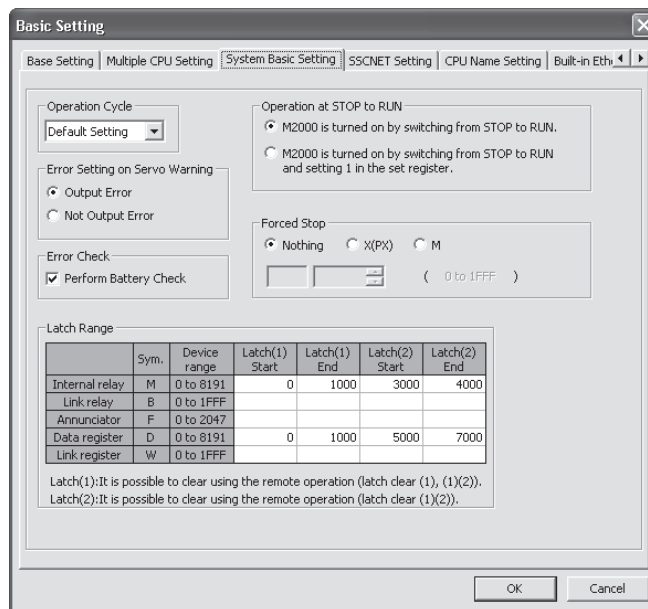 Basic Setting
Base Setting | Multiple CPU Setting | System Basic Setting | SSCNET Setting | CPU Name Setting | Built-in Eth
Operation Cycle
Default Setting
Error Setting on Servo Warning
Output Error
Not Output Error
Error Check
Perform Battery Check
Operation at STOP to RUN
M2000 is turned on by switching from STOP to RUN.
M2000 is turned on by switching from STOP to RUN
and setting 1 in the set register.
Forced Stop
Nothing X(PX) M
( 0 to 1FFF )
Latch Range
Sym. Device range Latch(1) Start Latch(1) End Latch(2) Start Latch(2) End
Internal relay M 0 to 8191 0 1000 3000 4000
Link relay B 0 to 1FFF
Annunciator F 0 to 2047
Data register D 0 to 8191 0 1000 5000 7000
Link register W 0 to 1FFF
Latch(1):It is possible to clear using the remote operation (latch clear (1), (1)(2)).
Latch(2):It is possible to clear using the remote operation (latch clear (1)(2)).
OK Cancel